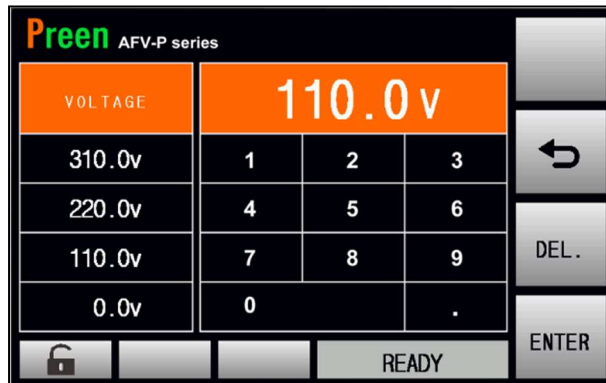 Preen AFV-P series
VOLTAGE 110.0v
310.0v 1 2 3
220.0v 4 5 6
110.0v 7 8 9
0.0v 0 .
DEL.
ENTER
READY